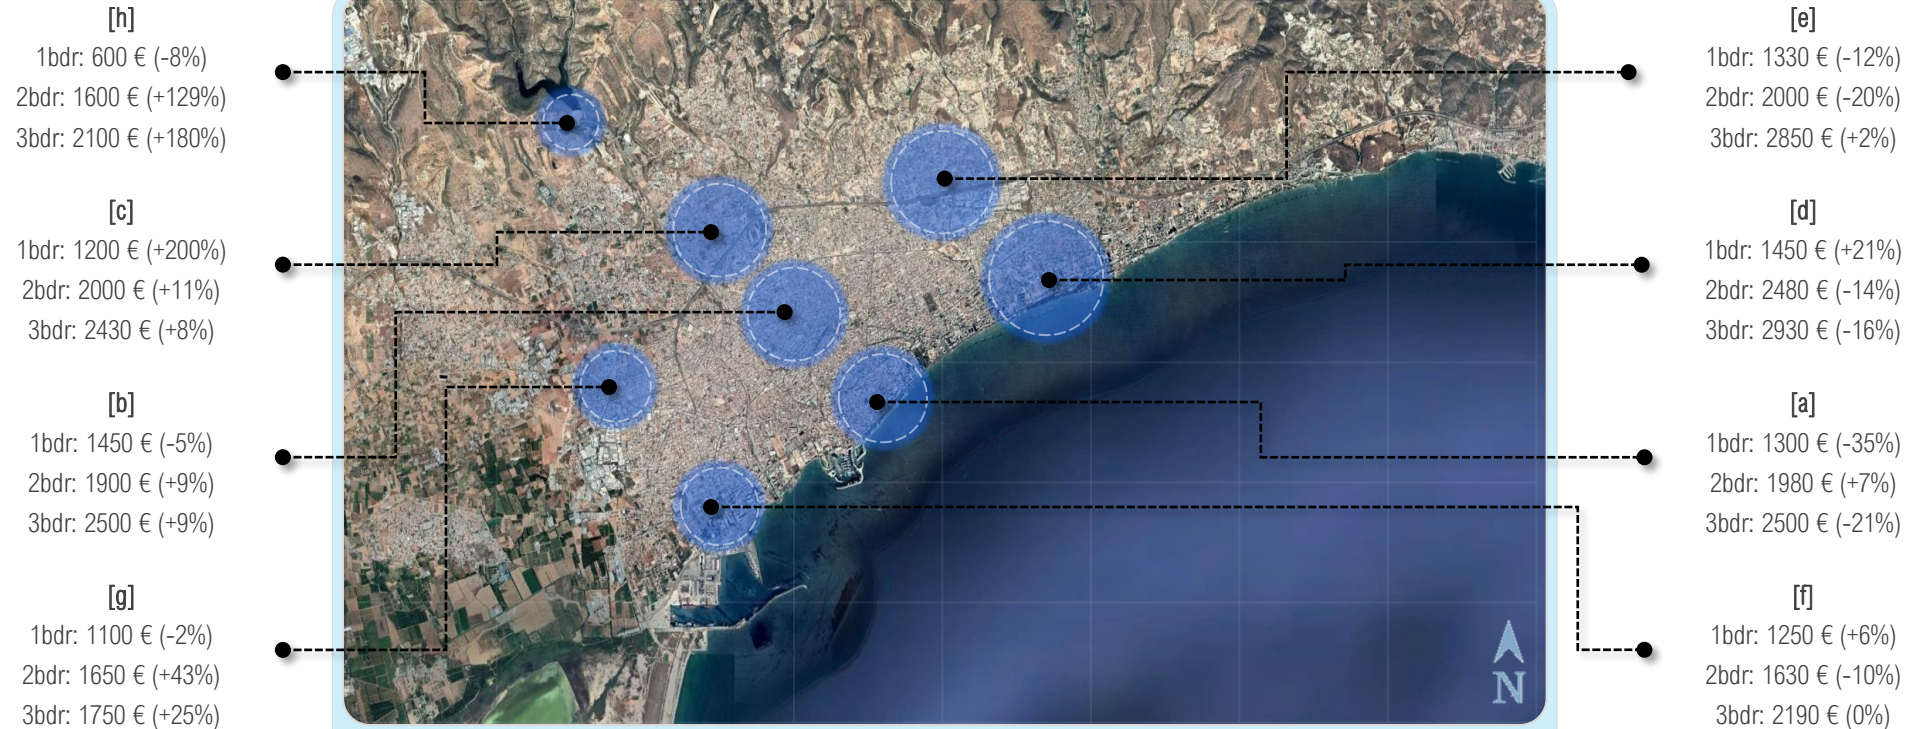 [h]
1bdr: 600 € (-8%)
2bdr: 1600 € (+129%)
3bdr: 2100 € (+180%)
[c]
1bdr: 1200 € (+200%)
2bdr: 2000 € (+11%)
3bdr: 2430 € (+8%)
[b]
1bdr: 1450 € (-5%)
2bdr: 1900 € (+9%)
3bdr: 2500 € (+9%)
[g]
1bdr: 1100 € (-2%)
2bdr: 1650 € (+43%)
3bdr: 1750 € (+25%)
[e]
1bdr: 1330 € (-12%)
2bdr: 2000 € (-20%)
3bdr: 2850 € (+2%)
[d]
1bdr: 1450 € (+21%)
2bdr: 2480 € (-14%)
3bdr: 2930 € (-16%)
[a]
1bdr: 1300 € (-35%)
2bdr: 1980 € (+7%)
3bdr: 2500 € (-21%)
[f]
1bdr: 1250 € (+6%)
2bdr: 1630 € (-10%)
3bdr: 2190 € (0%)
N